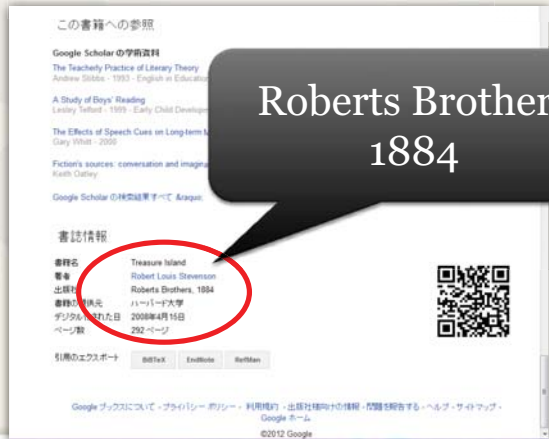 この書籍への参照
Google Scholar の学術資料
The Teacherly Practice of Literary Theory
Andrew Stibbs - 1993 - English in Education
A Study of Boys' Reading
Lesley Telford - 1999 - Early Child Develop
The Effects of Speech Cues on Long-term
Gary Whitt - 2008
Fiction's sources: conversation and imagina
Keith Oatley
Google Scholar の検索結果すべて &raquo;
Roberts Brother
1884
書誌情報
書籍名 Treasure Island
著者 Robert Louis Stevenson
出版社 Roberts Brothers, 1884
書籍の提供元 ハーバード大学
デジタル化された日 2008年4月15日
ページ数 292 ページ
引用のエクスポート BiBTeX EndNote RefMan
Google ブックスについて - プライバシー ポリシー - 利用規約 - 出版社様向けの情報 - 問題を報告する - ヘルプ - サイトマップ -
Google ホーム
©2012 Google